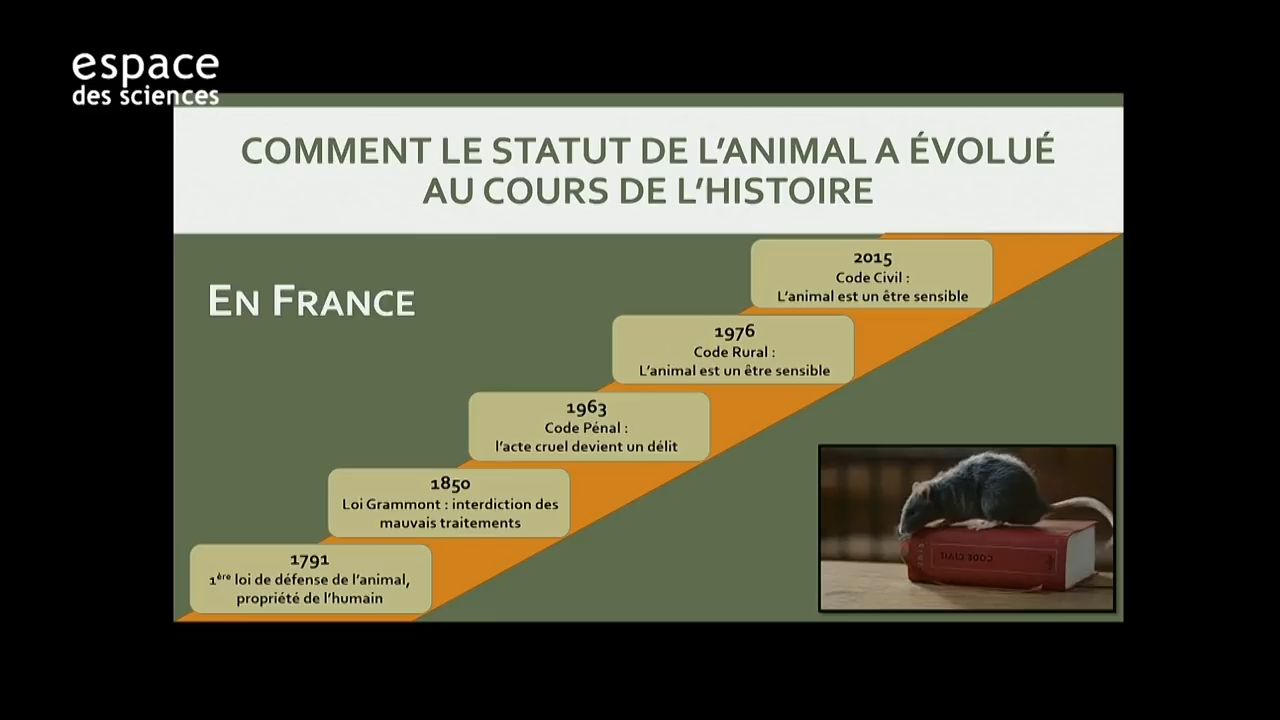 espace
des sciences
COMMENT LE STATUT DE L'ANIMAL A ÉVOLUÉ
AU COURS DE L'HISTOIRE
EN FRANCE
2015
Code Civil :
L'animal est un être sensible
1976
Code Rural :
L'animal est un être sensible
1963
Code Pénal :
l'acte cruel devient un délit
1850
Loi Grammont : interdiction des
mauvais traitements
1791
1ère loi de défense de l'animal,
propriété de l'humain
CODE CIVIL